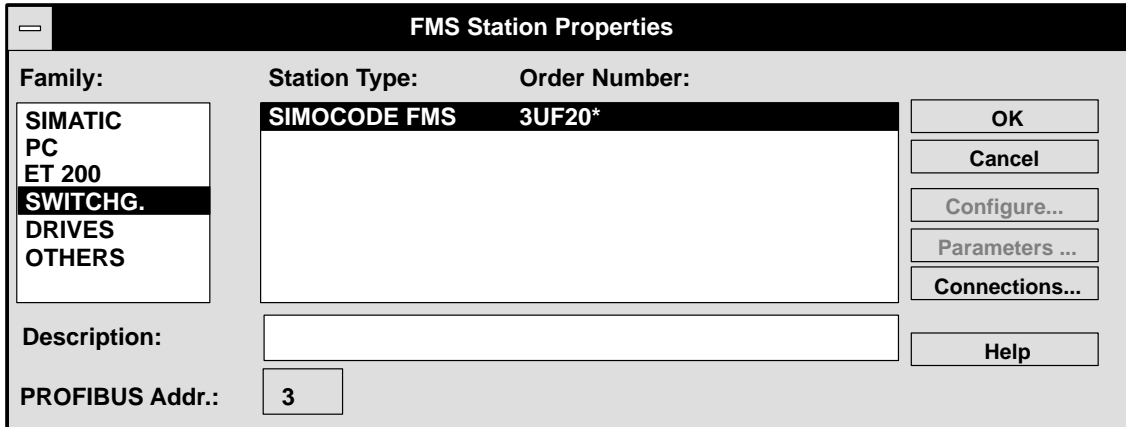 FMS Station Properties
Family: Station Type: Order Number:
SIMATIC
PC
ET 200
SWITCHG.
DRIVES
OTHERS
SIMOCODE FMS 3UF20*
OK
Cancel
Configure...
Parameters ...
Connections...
Description:
Help
PROFIBUS Addr.: 3